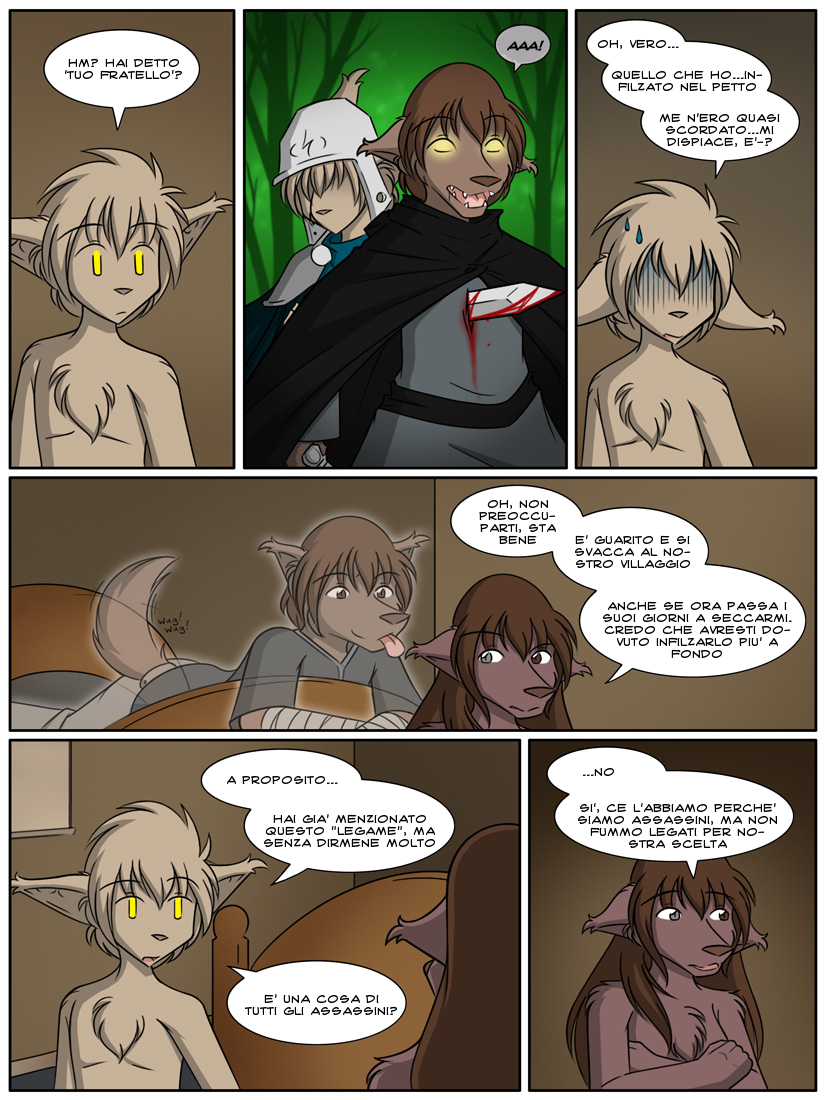 HM? HAI DETTO
'TUO FRATELLO'?
AAA!
OH, VERO...
QUELLO CHE HO...IN-
FILZATO NEL PETTO
ME N'ERO QUASI
SCORDATO...MI
DISPIACE, E'-?
OH, NON
PREOCCU-
PARTI, STA
BENE
E' GUARITO E SI
SVACCA AL NO-
STRO VILLAGGIO
ANCHE SE ORA PASSA I
SUOI GIORNI A SECCARMI.
CREDO CHE AVRESTI DO-
VUTO INFILZARLO PIU' A
FONDO
Wag!
Wag!
A PROPOSITO...
HAI GIA' MENZIONATO
QUESTO "LEGAME", MA
SENZA DIRMENE MOLTO
E' UNA COSA DI
TUTTI GLI ASSASSINI?
...NO
SI', CE L'ABBIAMO PERCHE'
SIAMO ASSASSINI, MA NON
FUMMO LEGATI PER NO-
STRA SCELTA